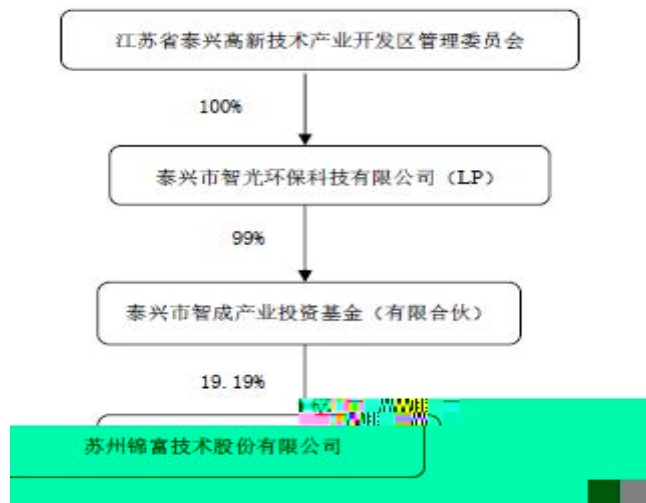 江苏省泰兴高新技术产业开发区管理委员会
100%
泰兴市智光环保科技有限公司（LP）
99%
泰兴市智成产业投资基金（有限合伙）
19.19%
苏州锦富技术股份有限公司